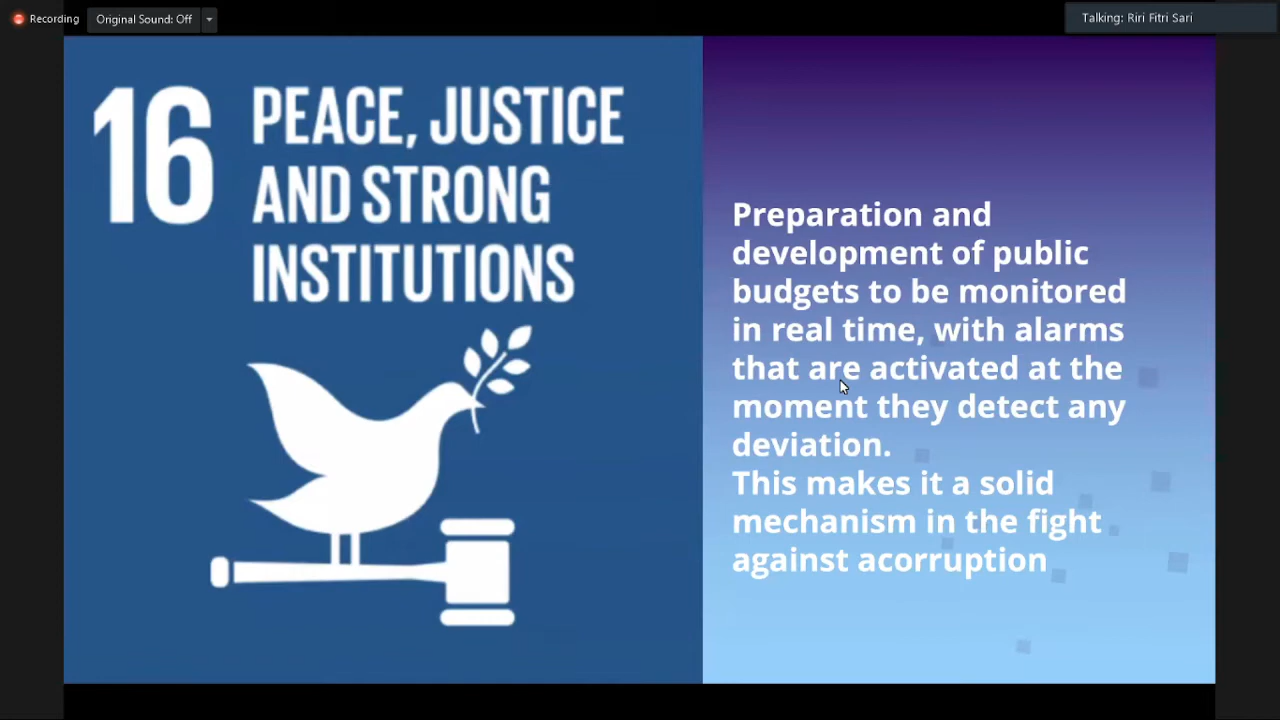 Recording
Original Sound: Off
Talking: Riri Fitri Sari
16
PEACE, JUSTICE
AND STRONG
INSTITUTIONS
Preparation and
development of public
budgets to be monitored
in real time, with alarms
that are activated at the
moment they detect any
deviation.
This makes it a solid
mechanism in the fight
against acorruption